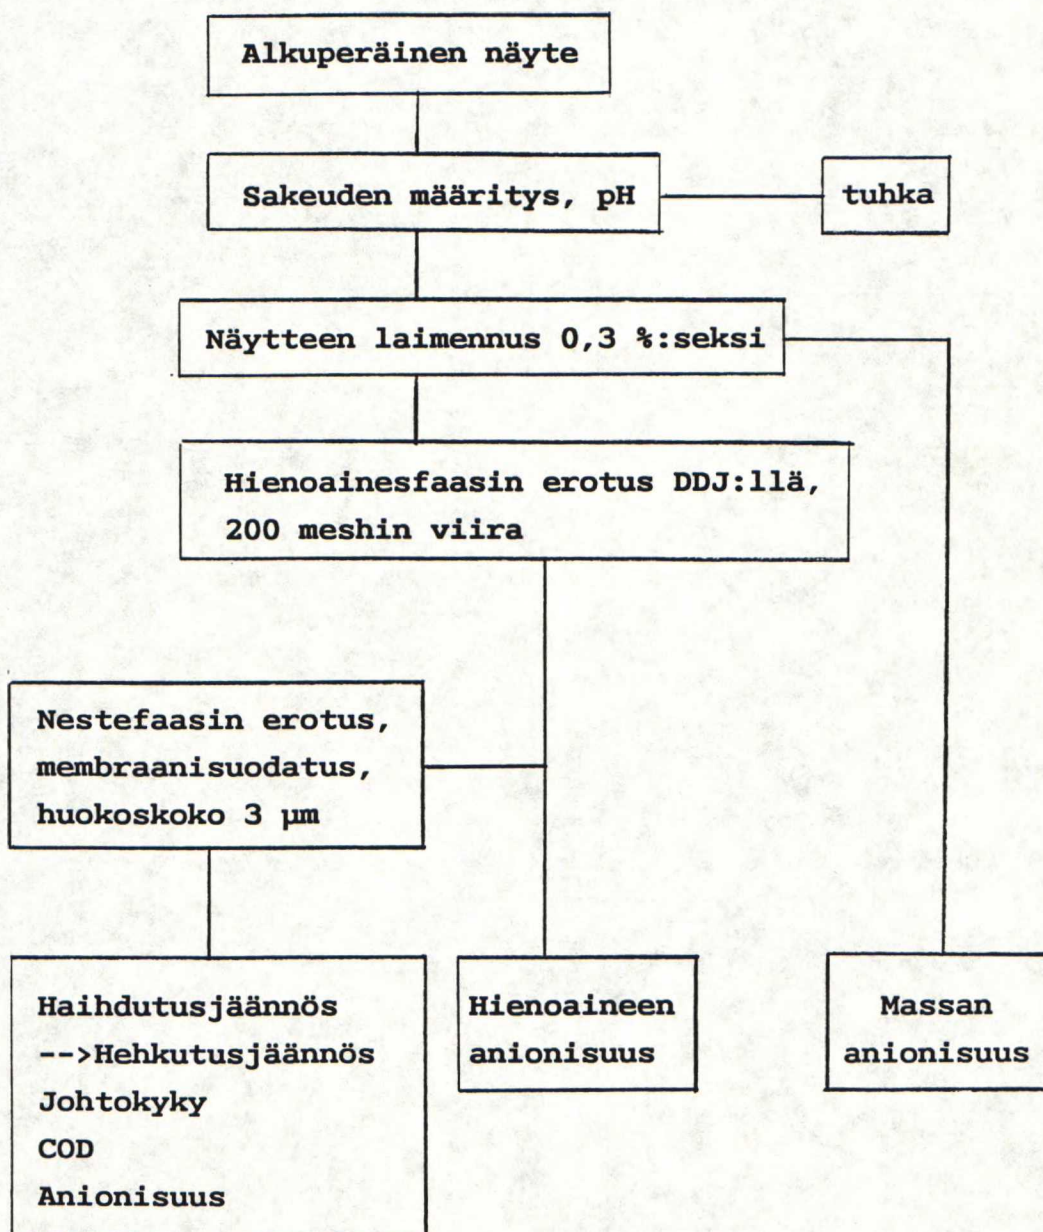 Alkuperäinen näyte
Sakeuden määritys, pH
tuhka
Näytteen laimennus 0,3 %:seksi
Hienoainesfaasin erotus DDJ:llä,
200 meshin viira
Nestefaasin erotus,
membraanisuodatus,
huokoskoko 3 µm
Haihdutusjäännös
-->Hehkutusjäännös
Johtokyky
COD
Anionisuus
Hienoaineen
anionisuus
Massan
anionisuus